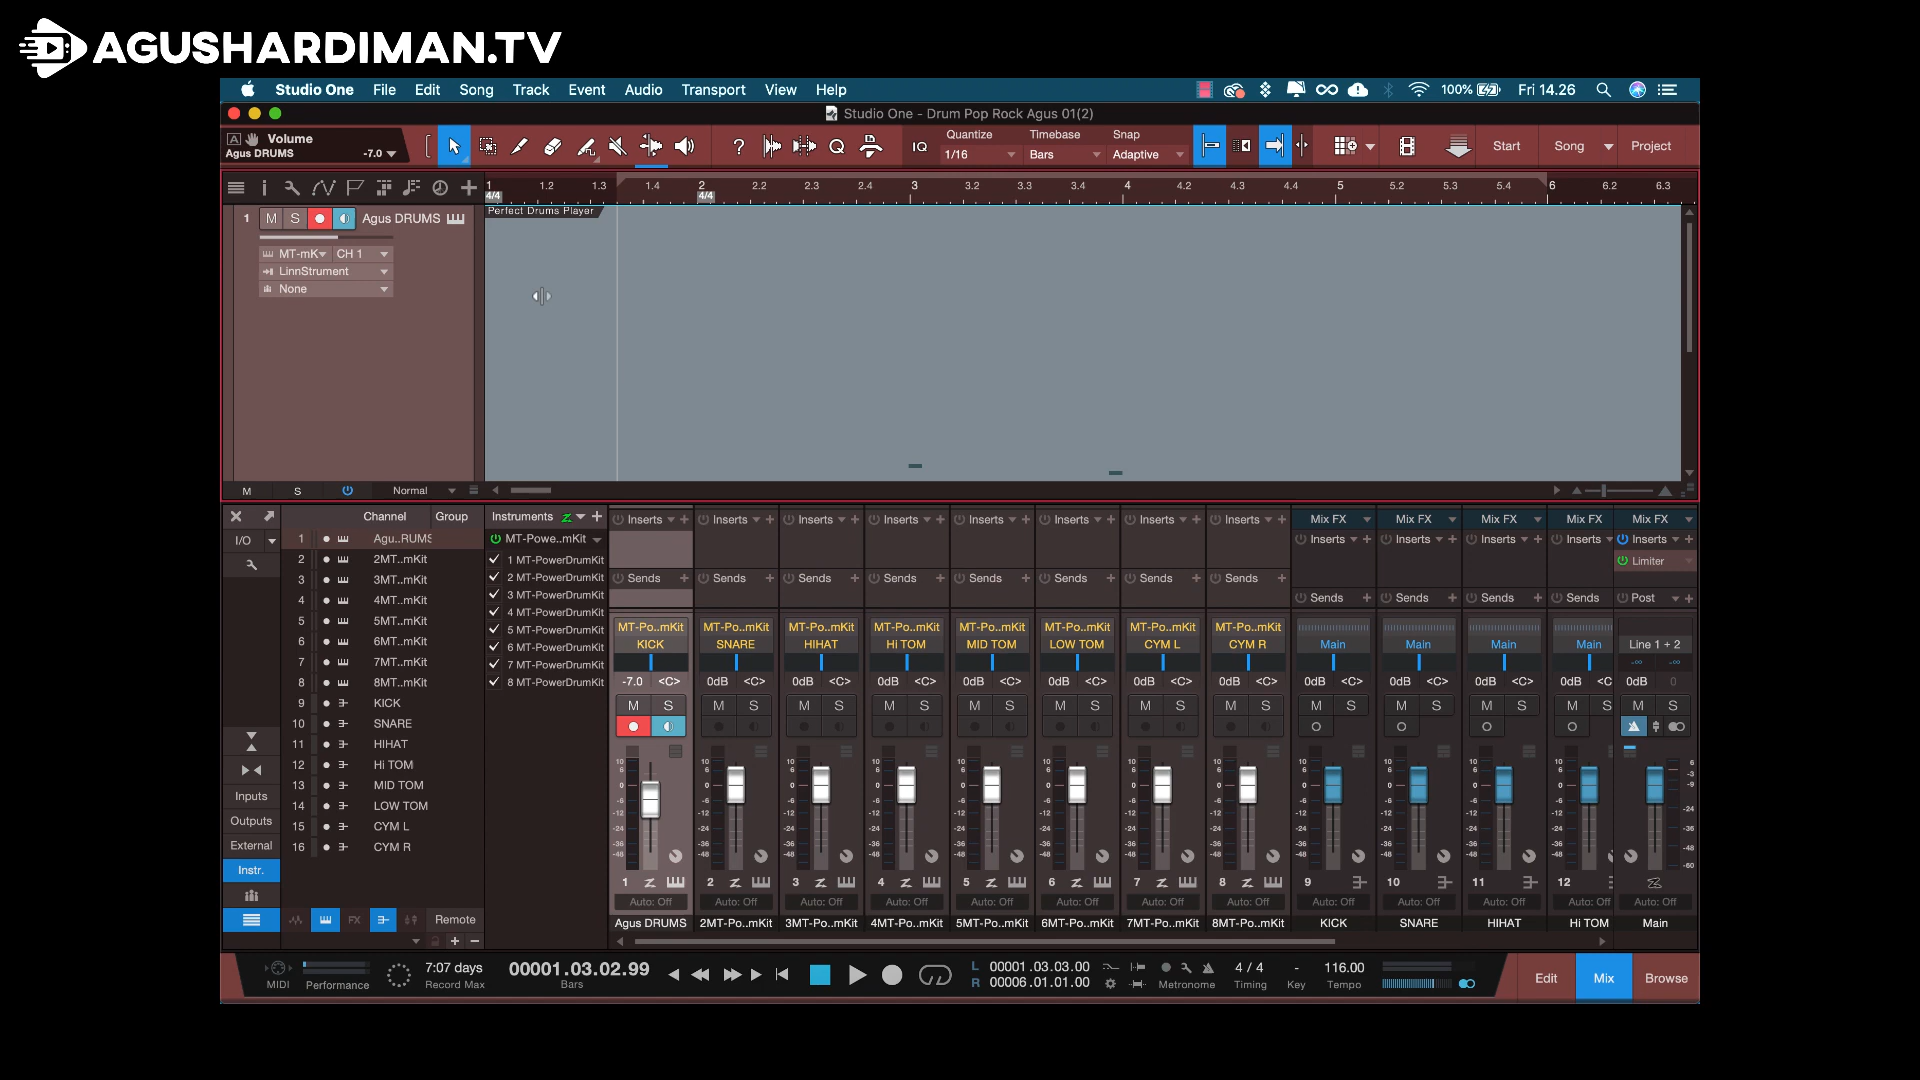 AGUSHARDIMAN.TV
Studio One File Edit Song Track Event Audio Transport View Help 100% Fri 14.26
Studio One - Drum Pop Rock Agus 01(2)
Volume
Agus DRUMS -7.0
IQ Quantize 1/16 Timebase Bars Snap Adaptive Start Song Project
1 1.2 1.3 1.4 2 2.2 2.3 2.4 3 3.2 3.3 3.4 4 4.2 4.3 4.4 5 5.2 5.3 5.4 6 6.2 6.3
4/4 4/4
Perfect Drums Player
1 M S Agus DRUMS
MT-mK CH 1
LinnStrument
None
M S Normal
Channel Group Instruments
I/O
1 Agu..RUMS
2 2MT..mKit
3 3MT..mKit
4 4MT..mKit
5 5MT..mKit
6 6MT..mKit
7 7MT..mKit
8 8MT..mKit
9 KICK
10 SNARE
11 HIHAT
12 Hi TOM
13 MID TOM
14 LOW TOM
15 CYM L
16 CYM R
Inputs
Outputs
External
Instr.
FX Remote
MT-Powe..mKit
1 MT-PowerDrumKit
2 MT-PowerDrumKit
3 MT-PowerDrumKit
4 MT-PowerDrumKit
5 MT-PowerDrumKit
6 MT-PowerDrumKit
7 MT-PowerDrumKit
8 MT-PowerDrumKit
Inserts Inserts Inserts Inserts Inserts Inserts Inserts Inserts Mix FX Mix FX Mix FX Mix FX Mix FX
Inserts Inserts Inserts Inserts Inserts
Limiter
Sends Sends Sends Sends Sends Sends Sends Sends
Sends Sends Sends Sends Post
MT-Po..mKit MT-Po..mKit MT-Po..mKit MT-Po..mKit MT-Po..mKit MT-Po..mKit MT-Po..mKit MT-Po..mKit
KICK SNARE HIHAT Hi TOM MID TOM LOW TOM CYM L CYM R Main Main Main Main Line 1 + 2
-∞ -∞
-7.0 <C> 0dB <C> 0dB <C> 0dB <C> 0dB <C> 0dB <C> 0dB <C> 0dB <C> 0dB <C> 0dB <C> 0dB <C> 0dB <C 0dB 0
M S M S M S M S M S M S M S M S M S M S M S M S M S
1 2 3 4 5 6 7 8 9 10 11 12
Auto: Off Auto: Off Auto: Off Auto: Off Auto: Off Auto: Off Auto: Off Auto: Off Auto: Off Auto: Off Auto: Off Auto: Off Auto: Off
Agus DRUMS 2MT-Po..mKit 3MT-Po..mKit 4MT-Po..mKit 5MT-Po..mKit 6MT-Po..mKit 7MT-Po..mKit 8MT-Po..mKit KICK SNARE HIHAT Hi TOM Main
MIDI Performance 7:07 days Record Max 00001.03.02.99 Bars
L 00001.03.03.00
R 00006.01.01.00
Metronome 4 / 4 Timing - Key 116.00 Tempo
Edit Mix Browse